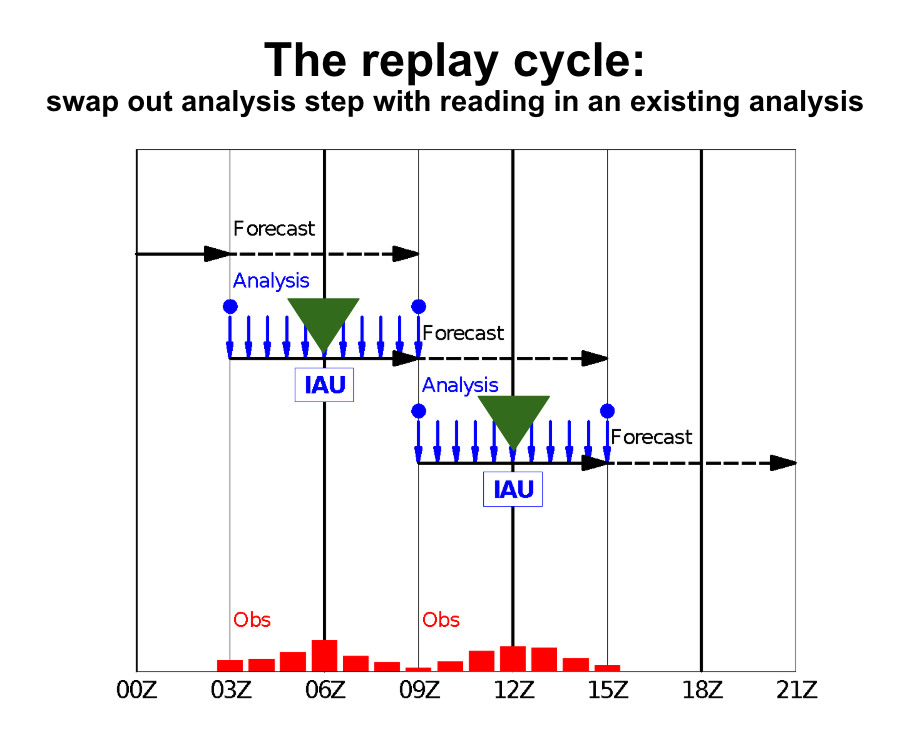 The replay cycle:
swap out analysis step with reading in an existing analysis
Forecast
Analysis
Forecast
IAU
Analysis
Forecast
IAU
Obs
Obs
00Z 03Z 06Z 09Z 12Z 15Z 18Z 21Z